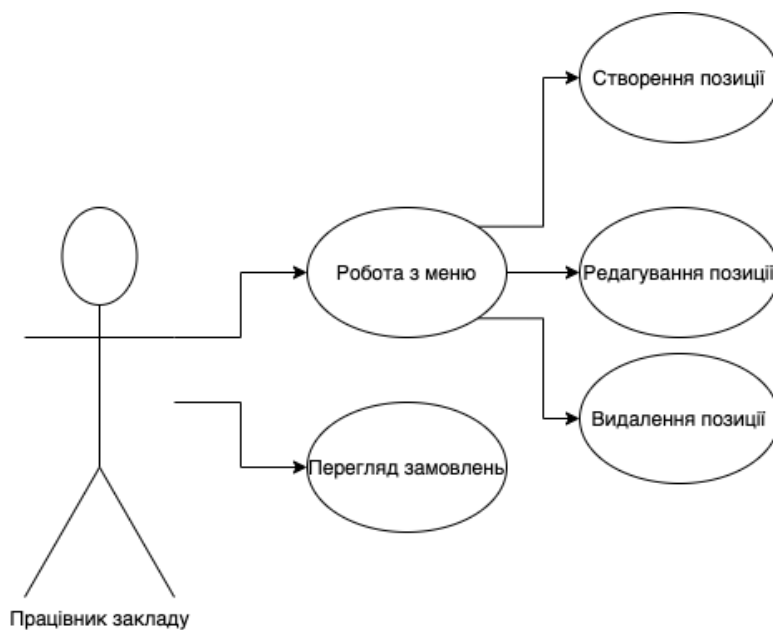 Створення позиції
Робота з меню
Редагування позиції
Видалення позиції
Перегляд замовлень
Працівник закладу